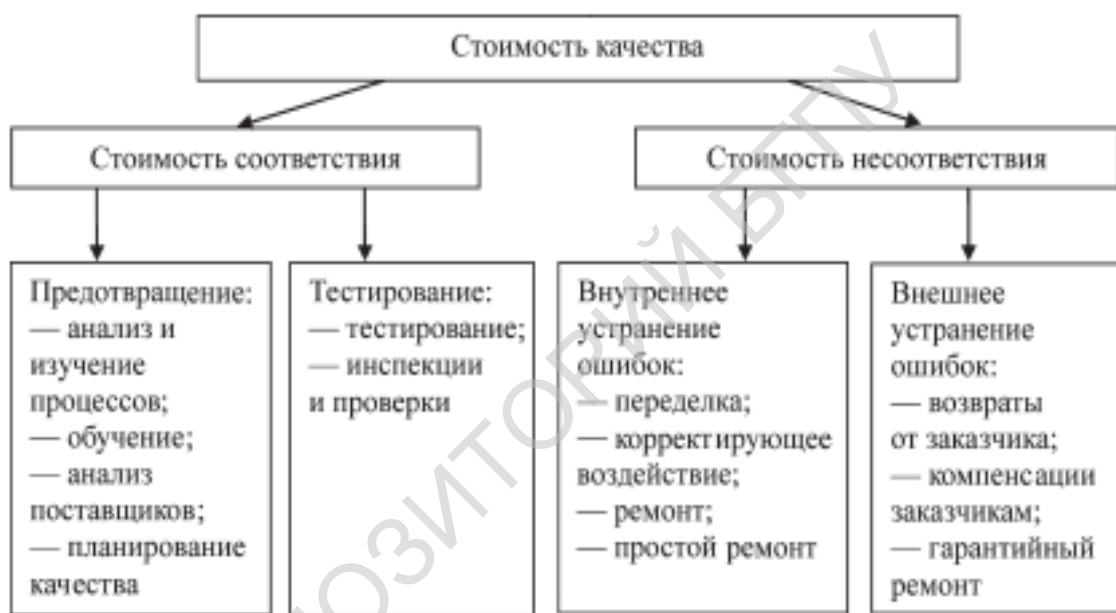 Стоимость качества
Стоимость соответствия
Стоимость несоответствия
Предотвращение:
— анализ и
изучение
процессов;
— обучение;
— анализ
поставщиков;
— планирование
качества
Тестирование:
— тестирование;
— инспекции
и проверки
Внутреннее
устранение
ошибок:
— переделка;
— корректирующее
воздействие;
— ремонт;
— простой ремонт
Внешнее
устранение
ошибок:
— возвраты
от заказчика;
— компенсации
заказчикам;
— гарантийный
ремонт
ПОЗИТОРИЙ БГПУ